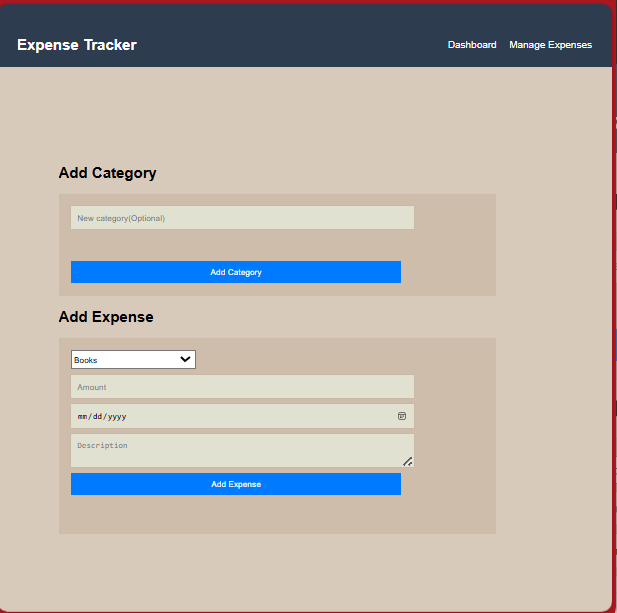 Expense Tracker
Dashboard Manage Expenses
Add Category
New category(Optional)
Add Category
Add Expense
Books
Amount
mm/dd/yyyy
Description
Add Expense